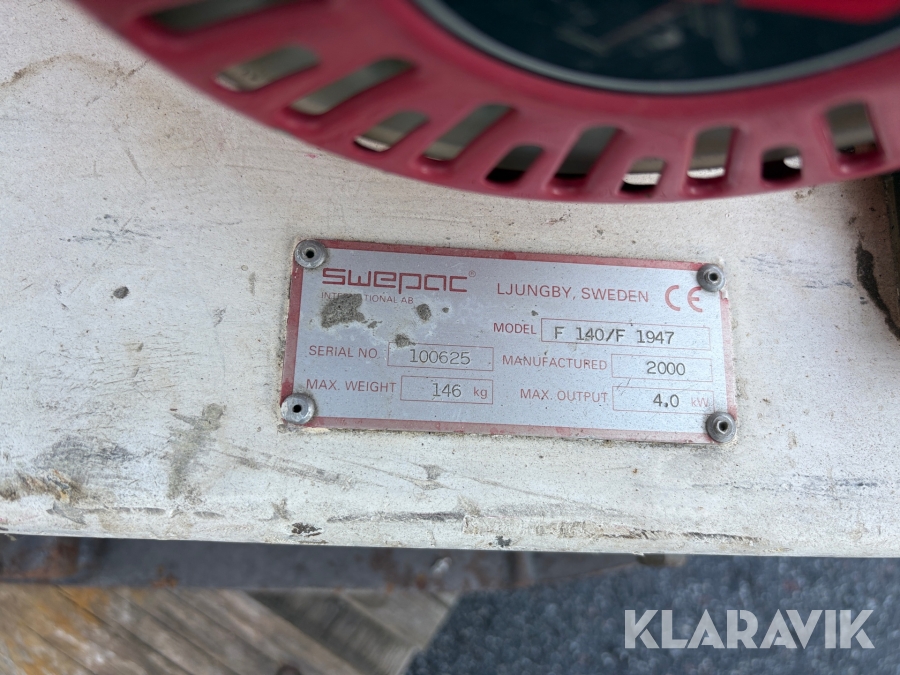 swepac®
INTERNATIONAL AB
LJUNGBY, SWEDEN CE
MODEL F 140/F 1947
SERIAL NO. 100625 MANUFACTURED 2000
MAX. WEIGHT 146 kg MAX. OUTPUT 4.0 kW
KLARAVIK